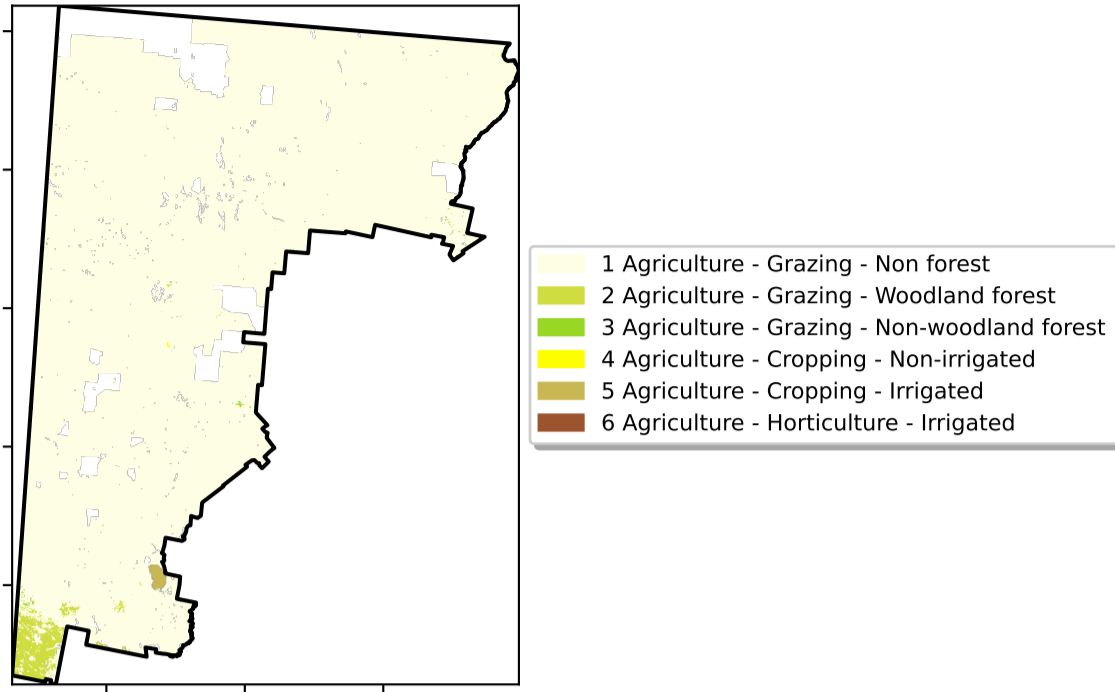 1 Agriculture - Grazing - Non forest
2 Agriculture - Grazing - Woodland forest
3 Agriculture - Grazing - Non-woodland forest
4 Agriculture - Cropping - Non-irrigated
5 Agriculture - Cropping - Irrigated
6 Agriculture - Horticulture - Irrigated